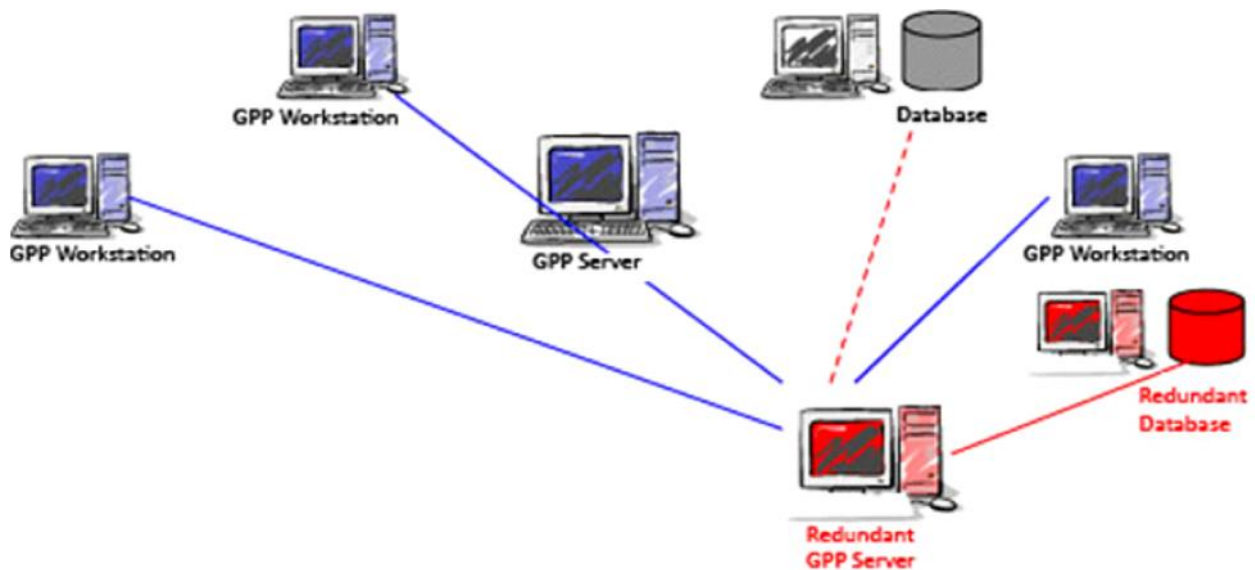 GPP Workstation
Database
GPP Workstation
GPP Server
GPP Workstation
Redundant
Database
Redundant
GPP Server